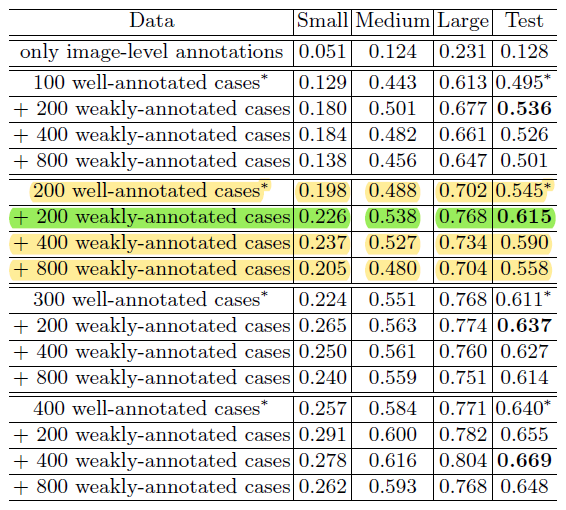 Data Small Medium Large Test
only image-level annotations 0.051 0.124 0.231 0.128
100 well-annotated cases* 0.129 0.443 0.613 0.495*
+ 200 weakly-annotated cases 0.180 0.501 0.677 0.536
+ 400 weakly-annotated cases 0.184 0.482 0.661 0.526
+ 800 weakly-annotated cases 0.138 0.456 0.647 0.501
200 well-annotated cases* 0.198 0.488 0.702 0.545*
+ 200 weakly-annotated cases 0.226 0.538 0.768 0.615
+ 400 weakly-annotated cases 0.237 0.527 0.734 0.590
+ 800 weakly-annotated cases 0.205 0.480 0.704 0.558
300 well-annotated cases* 0.224 0.551 0.768 0.611*
+ 200 weakly-annotated cases 0.265 0.563 0.774 0.637
+ 400 weakly-annotated cases 0.250 0.561 0.760 0.627
+ 800 weakly-annotated cases 0.240 0.559 0.751 0.614
400 well-annotated cases* 0.257 0.584 0.771 0.640*
+ 200 weakly-annotated cases 0.291 0.600 0.782 0.655
+ 400 weakly-annotated cases 0.278 0.616 0.804 0.669
+ 800 weakly-annotated cases 0.262 0.593 0.768 0.648